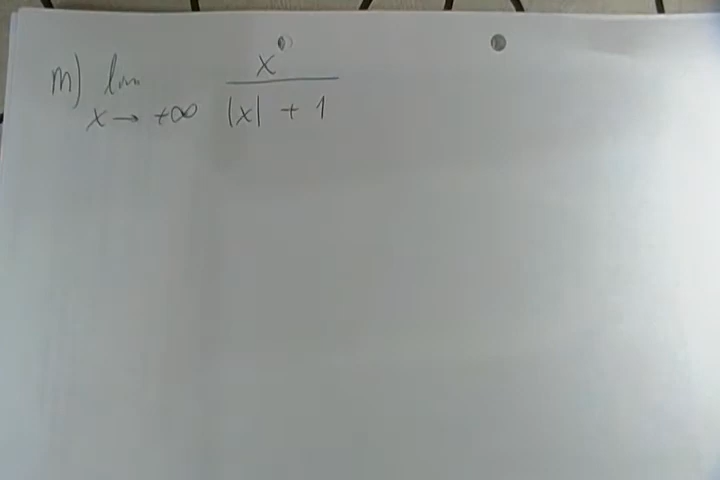 m) lim x → +∞ x / (|x| + 1)